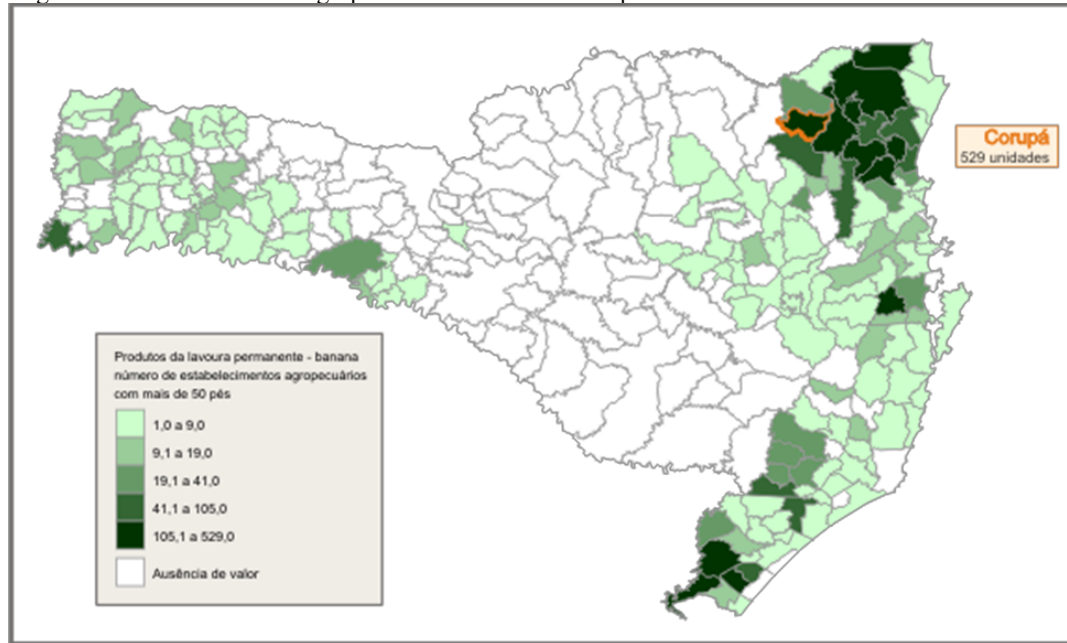 Corupá
529 unidades
Produtos da lavoura permanente - banana
número de estabelecimentos agropecuários
com mais de 50 pés
1,0 a 9,0
9,1 a 19,0
19,1 a 41,0
41,1 a 105,0
105,1 a 529,0
Ausência de valor